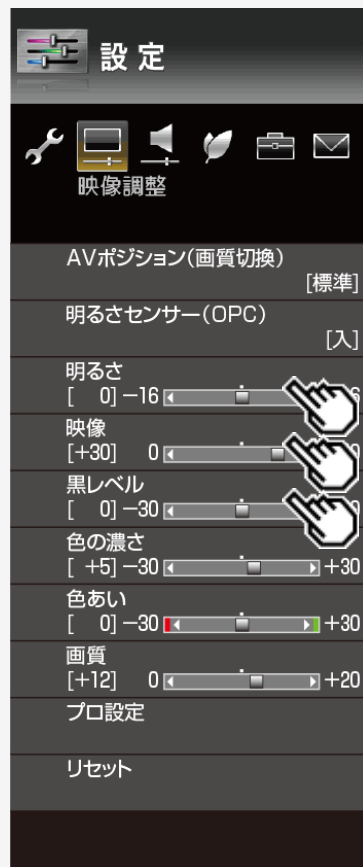 設定
映像調整
AVポジション(画質切換)
[標準]
明るさセンサー(OPC)
[入]
明るさ
[ 0] −16
映像
[+30] 0
黒レベル
[ 0] −30
色の濃さ
[ +5] −30 +30
色あい
[ 0] −30 +30
画質
[+12] 0 +20
プロ設定
リセット